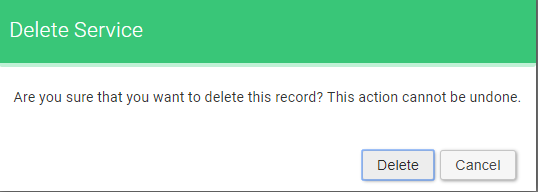 Delete Service
Are you sure that you want to delete this record? This action cannot be undone.
Delete Cancel